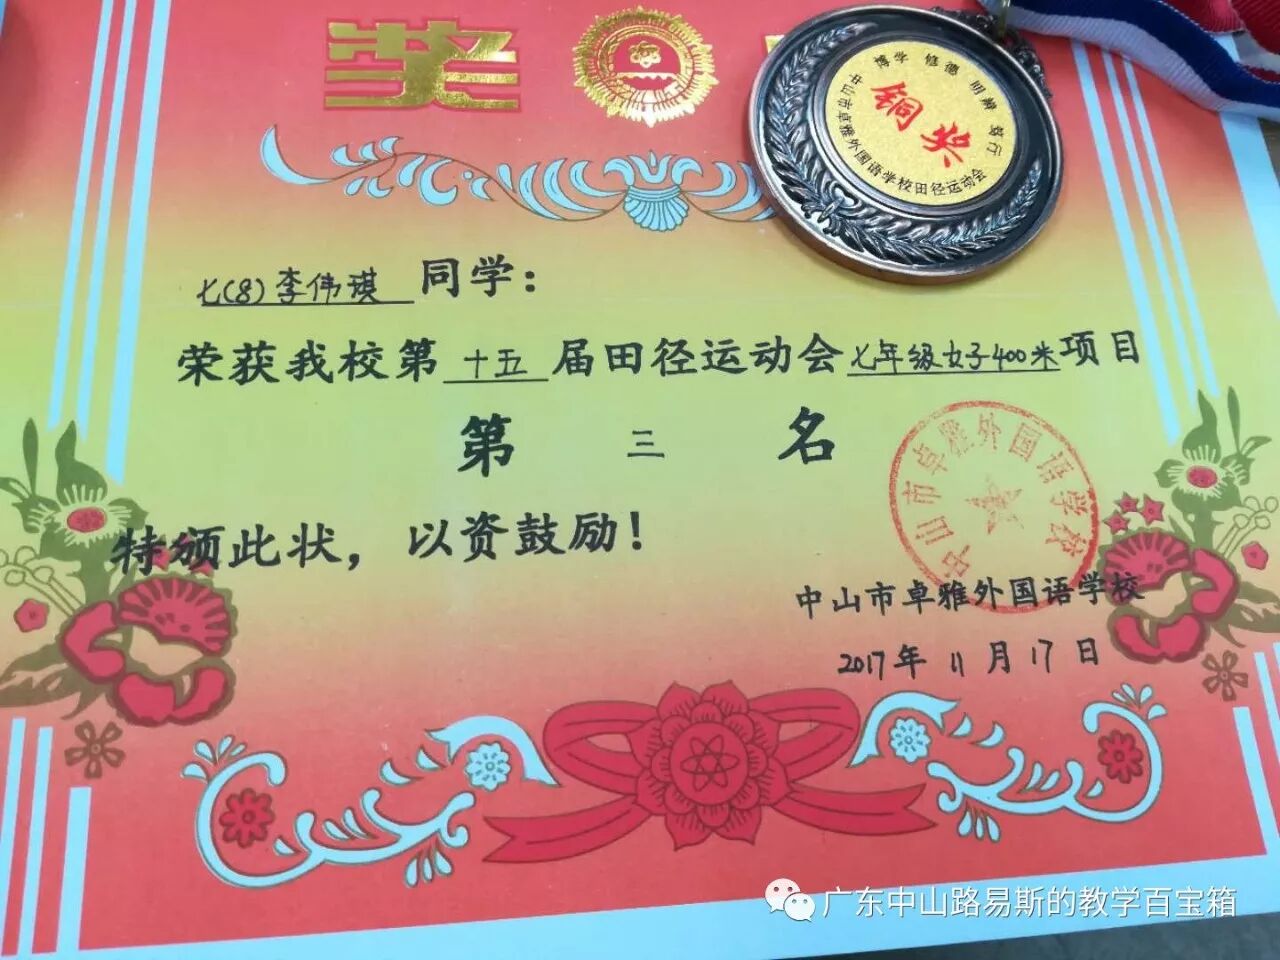 奖
博学 修德 明辨 笃行
铜奖
中山市卓雅外国语学校田径运动会
七(8)李伟琪 同学：
荣获我校第 十五 届田径运动会七年级女子400米项目
第 三 名
特颁此状，以资鼓励！
中山市卓雅外国语学校
中山市卓雅外国语学校
2017年 11 月 17 日
广东中山路易斯的教学百宝箱